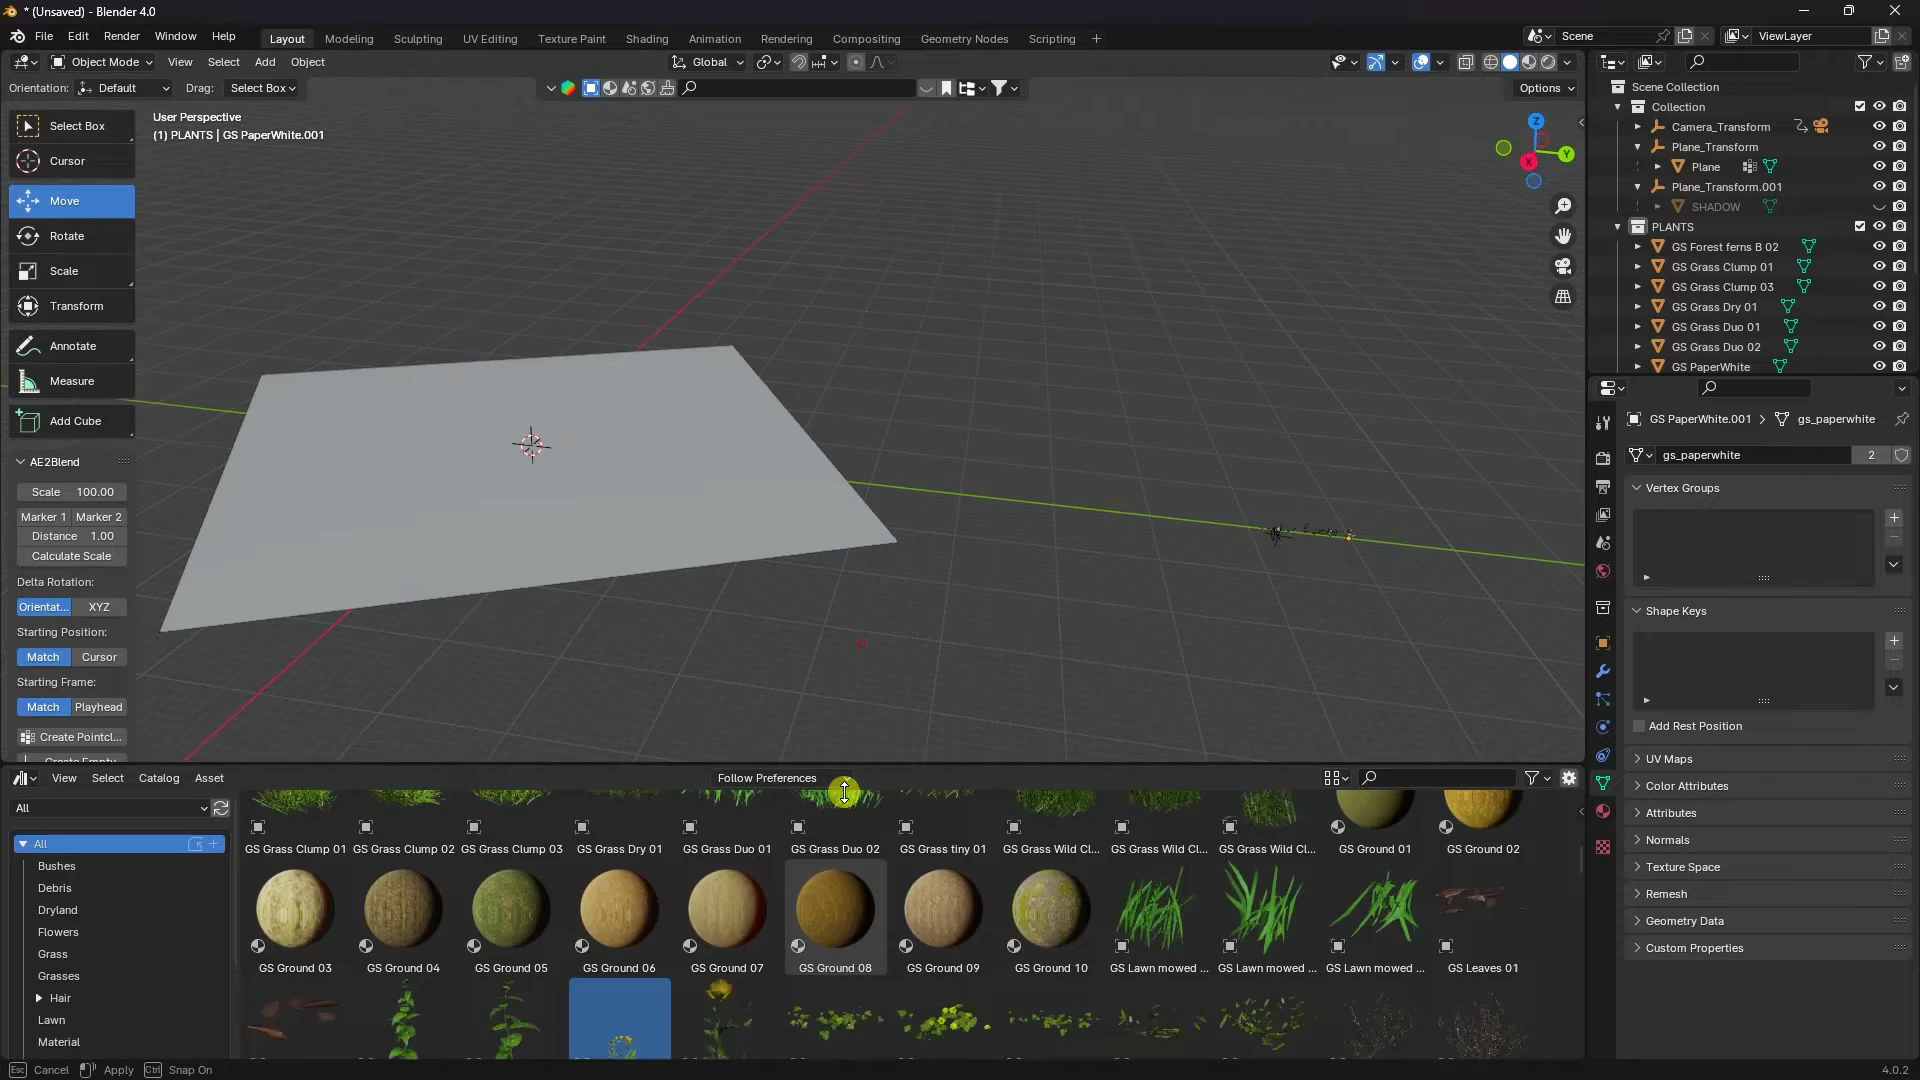 * (Unsaved) - Blender 4.0
File Edit Render Window Help
Layout Modeling Sculpting UV Editing Texture Paint Shading Animation Rendering Compositing Geometry Nodes Scripting +
Scene
ViewLayer
Object Mode View Select Add Object
Global
Orientation: Default Drag: Select Box
Options
User Perspective
(1) PLANTS | GS PaperWhite.001
Select Box
Cursor
Move
Rotate
Scale
Transform
Annotate
Measure
Add Cube
AE2Blend
Scale 100.00
Marker 1 Marker 2
Distance 1.00
Calculate Scale
Delta Rotation:
Orientat... XYZ
Starting Position:
Match Cursor
Starting Frame:
Match Playhead
Create Pointcl...
Create Empty
Z
Y
X
Scene Collection
Collection
Camera_Transform
Plane_Transform
Plane
Plane_Transform.001
SHADOW
PLANTS
GS Forest ferns B 02
GS Grass Clump 01
GS Grass Clump 03
GS Grass Dry 01
GS Grass Duo 01
GS Grass Duo 02
GS PaperWhite
GS PaperWhite.001 > gs_paperwhite
gs_paperwhite 2
Vertex Groups
Shape Keys
Add Rest Position
UV Maps
Color Attributes
Attributes
Normals
Texture Space
Remesh
Geometry Data
Custom Properties
View Select Catalog Asset
Follow Preferences
All
All
Bushes
Debris
Dryland
Flowers
Grass
Grasses
Hair
Lawn
Material
GS Grass Clump 01 GS Grass Clump 02 GS Grass Clump 03 GS Grass Dry 01 GS Grass Duo 01 GS Grass Duo 02 GS Grass tiny 01 GS Grass Wild Cl... GS Grass Wild Cl... GS Grass Wild Cl... GS Ground 01 GS Ground 02
GS Ground 03 GS Ground 04 GS Ground 05 GS Ground 06 GS Ground 07 GS Ground 08 GS Ground 09 GS Ground 10 GS Lawn mowed ... GS Lawn mowed ... GS Lawn mowed ... GS Leaves 01
Esc Cancel Apply Ctrl Snap On
4.0.2